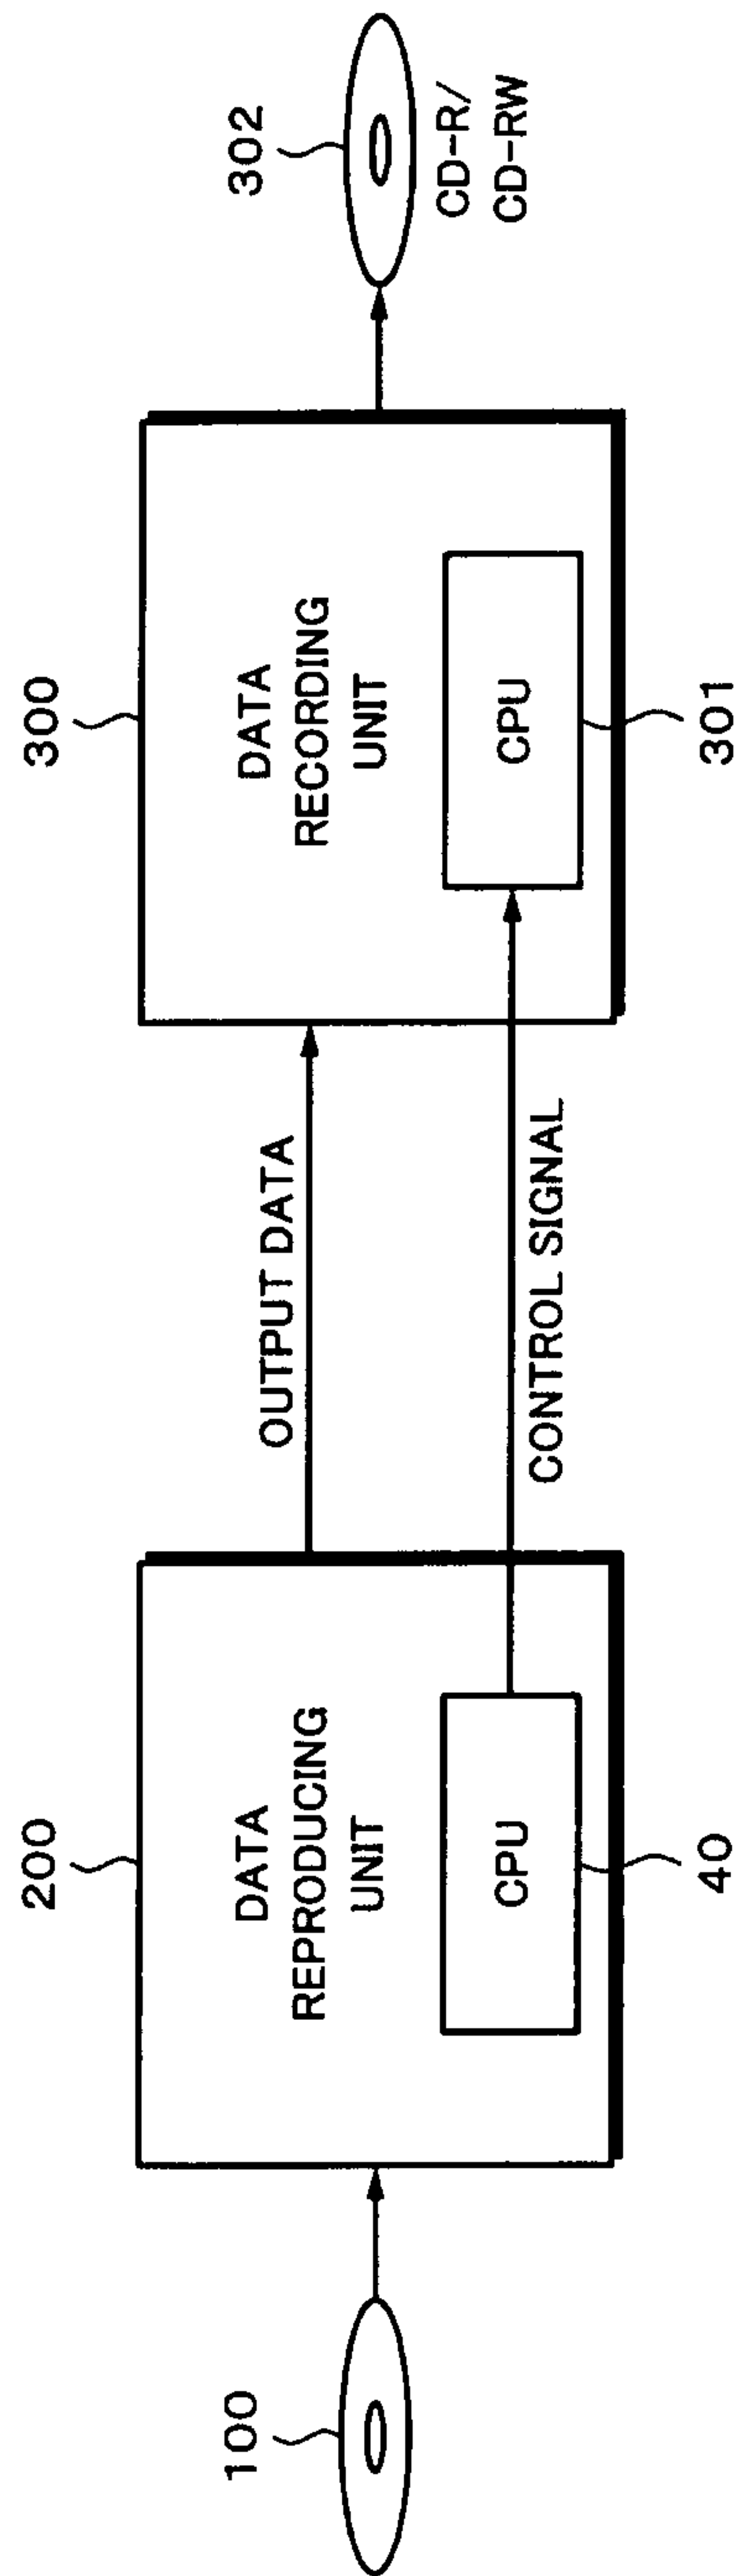 100
200
DATA
REPRODUCING
UNIT
CPU
40
OUTPUT DATA
CONTROL SIGNAL
300
DATA
RECORDING
UNIT
CPU
301
302
CD-R/
CD-RW